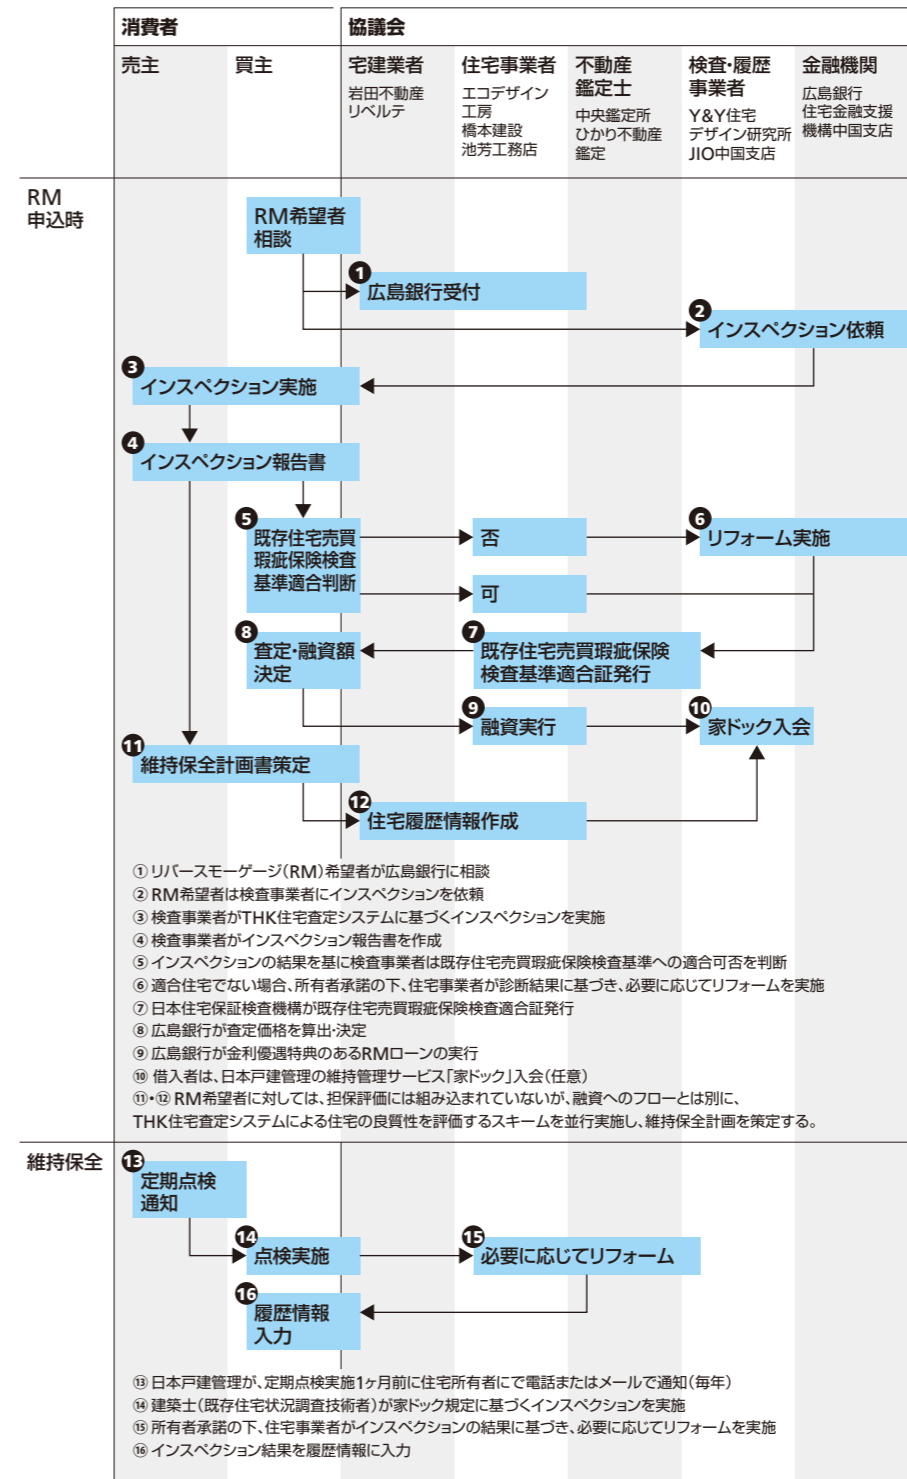 消費者
協議会
売主
買主
宅建業者
岩田不動産
リベルテ
住宅事業者
エコデザイン
工房
橋本建設
池芳工務店
不動産
鑑定士
中央鑑定所
ひかり不動産
鑑定
検査・履歴
事業者
Y&Y住宅
デザイン研究所
JIO中国支店
金融機関
広島銀行
住宅金融支援
機構中国支店
RM
申込時
RM希望者
相談
❶
広島銀行受付
❷
インスペクション依頼
❸
インスペクション実施
❹
インスペクション報告書
❺
既存住宅売買
瑕疵保険検査
基準適合判断
否
❻
リフォーム実施
可
❽
査定・融資額
決定
❼
既存住宅売買瑕疵保険
検査基準適合証発行
❾
融資実行
❿
家ドック入会
⓫
維持保全計画書策定
⓬
住宅履歴情報作成
① リバースモーゲージ(RM)希望者が広島銀行に相談
② RM希望者は検査事業者にインスペクションを依頼
③ 検査事業者がTHK住宅査定システムに基づくインスペクションを実施
④ 検査事業者がインスペクション報告書を作成
⑤ インスペクションの結果を基に検査事業者は既存住宅売買瑕疵保険検査基準への適合可否を判断
⑥ 適合住宅でない場合、所有者承諾の下、住宅事業者が診断結果に基づき、必要に応じてリフォームを実施
⑦ 日本住宅保証検査機構が既存住宅売買瑕疵保険検査適合証発行
⑧ 広島銀行が査定価格を算出・決定
⑨ 広島銀行が金利優遇特典のあるRMローンの実行
⑩ 借入者は、日本戸建管理の維持管理サービス「家ドック」入会(任意)
⑪・⑫ RM希望者に対しては、担保評価には組み込まれていないが、融資へのフローとは別に、
THK住宅査定システムによる住宅の良質性を評価するスキームを並行実施し、維持保全計画を策定する。
維持保全
⓭
定期点検
通知
⓮
点検実施
⓯
必要に応じてリフォーム
⓰
履歴情報
入力
⑬ 日本戸建管理が、定期点検実施1ヶ月前に住宅所有者にで電話またはメールで通知(毎年)
⑭ 建築士(既存住宅状況調査技術者)が家ドック規定に基づくインスペクションを実施
⑮ 所有者承諾の下、住宅事業者がインスペクションの結果に基づき、必要に応じてリフォームを実施
⑯ インスペクション結果を履歴情報に入力